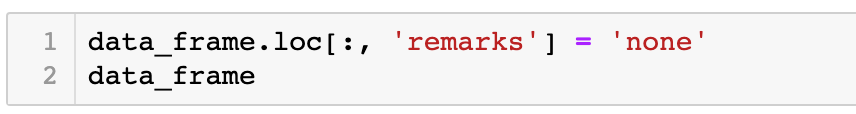 1 data_frame.loc[:, 'remarks'] = 'none'
2 data_frame